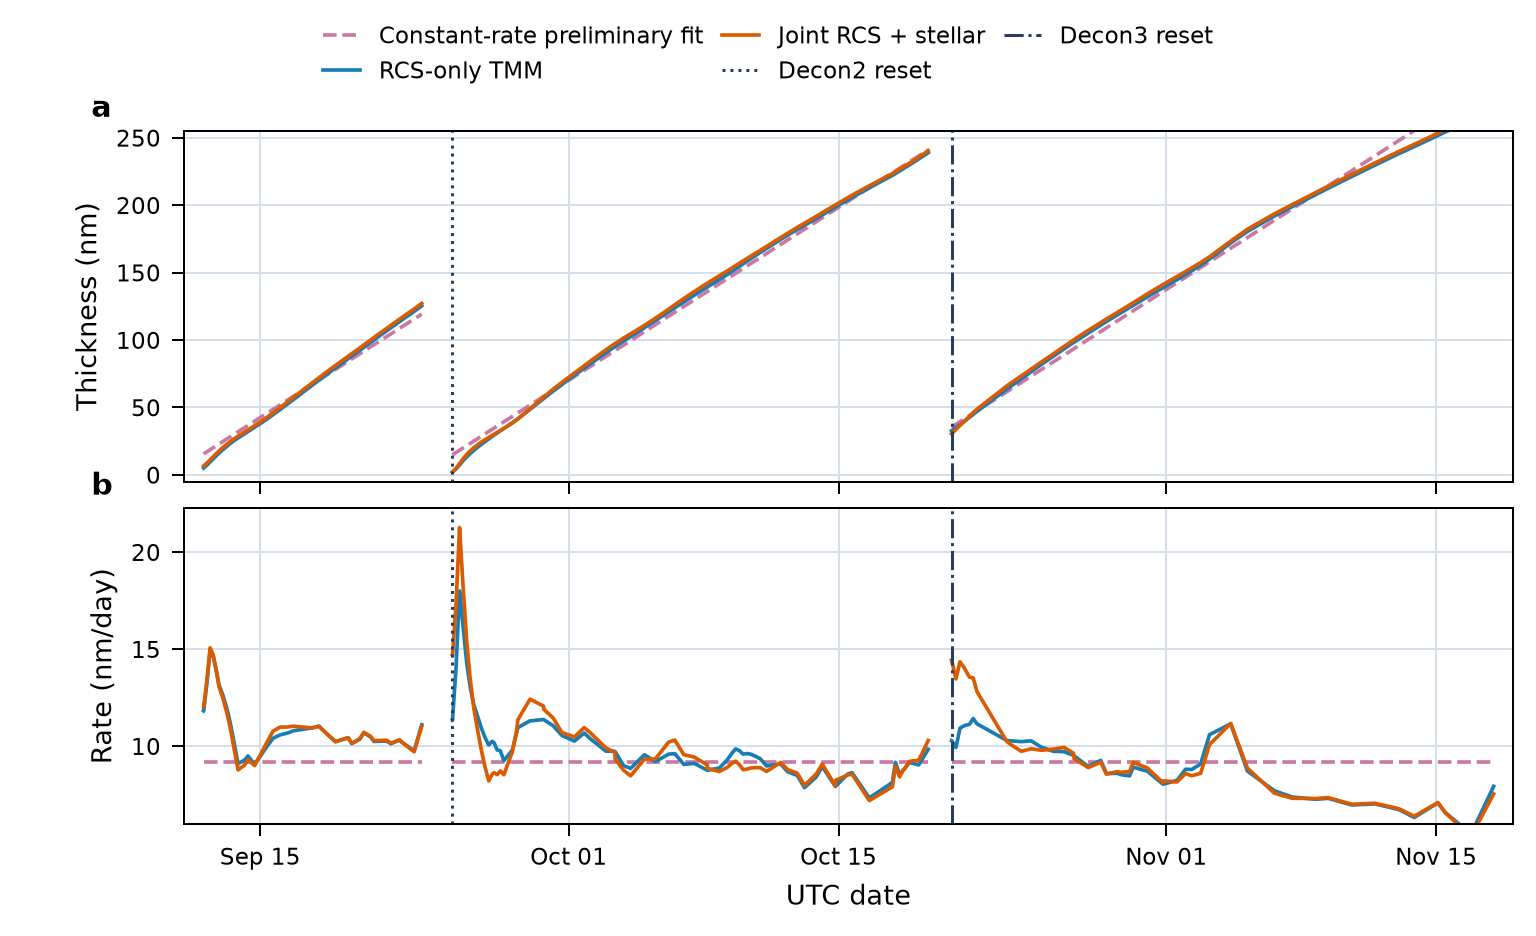 Constant-rate preliminary fit
Joint RCS + stellar
Decon3 reset
RCS-only TMM
Decon2 reset
a
250
200
150
100
50
0
Thickness (nm)
b
20
15
10
Rate (nm/day)
Sep 15
Oct 01
Oct 15
Nov 01
Nov 15
UTC date